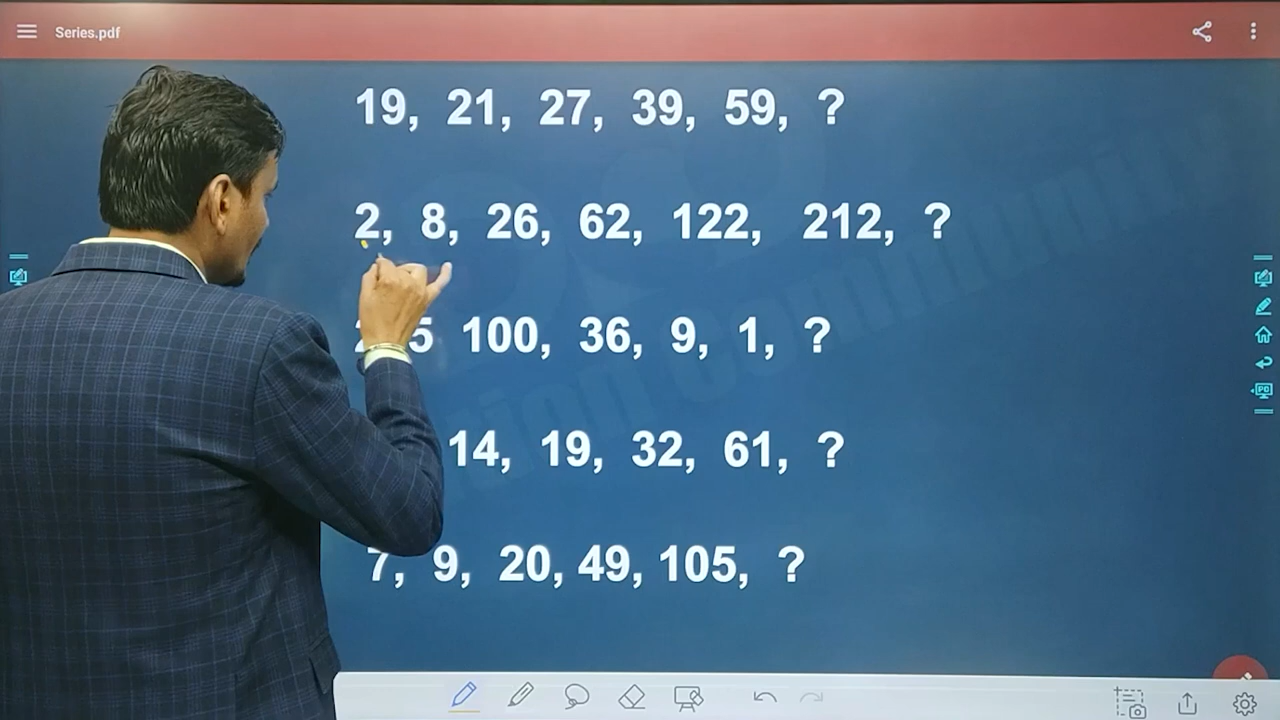 Series.pdf
19, 21, 27, 39, 59, ?
2, 8, 26, 62, 122, 212, ?
100, 36, 9, 1, ?
14, 19, 32, 61, ?
7, 9, 20, 49, 105, ?